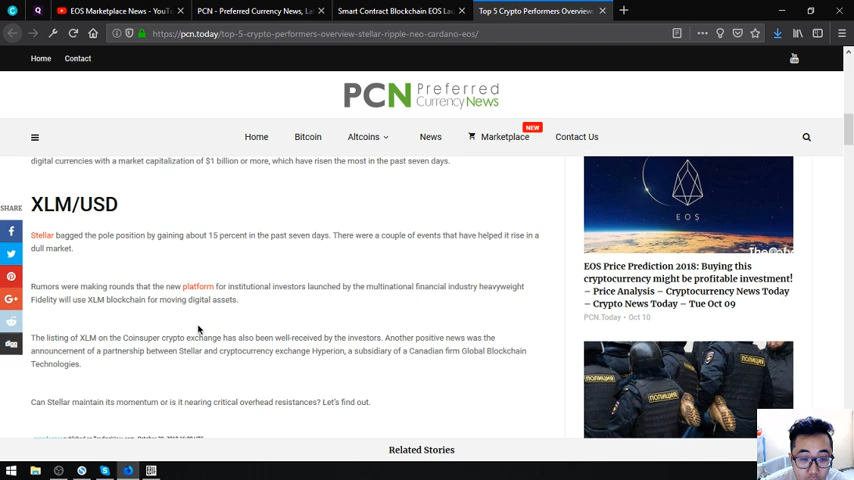 EOS Marketplace News - YouT
PCN - Preferred Currency News, La
Smart Contract Blockchain EOS Lau
Top 5 Crypto Performers Overview
https://pcn.today/top-5-crypto-performers-overview-stellar-ripple-neo-cardano-eos/
Home Contact
You
PCN Preferred
Currency News
NEW
Home Bitcoin Altcoins News Marketplace Contact Us
digital currencies with a market capitalization of $1 billion or more, which have risen the most in the past seven days.
XLM/USD
SHARE
Stellar bagged the pole position by gaining about 15 percent in the past seven days. There were a couple of events that have helped it rise in a
dull market.
Rumors were making rounds that the new platform for institutional investors launched by the multinational financial industry heavyweight
Fidelity will use XLM blockchain for moving digital assets.
The listing of XLM on the Coinsuper crypto exchange has also been well-received by the investors. Another positive news was the
announcement of a partnership between Stellar and cryptocurrency exchange Hyperion, a subsidiary of a Canadian firm Global Blockchain
Technologies.
Can Stellar maintain its momentum or is it nearing critical overhead resistances? Let's find out.
EOS
EOS Price Prediction 2018: Buying this
cryptocurrency might be profitable investment!
– Price Analysis – Cryptocurrency News Today
– Crypto News Today – Tue Oct 09
PCN.Today - Oct 10
ПОЛИЦИЯ
ПОЛИЦИЯ
Related Stories